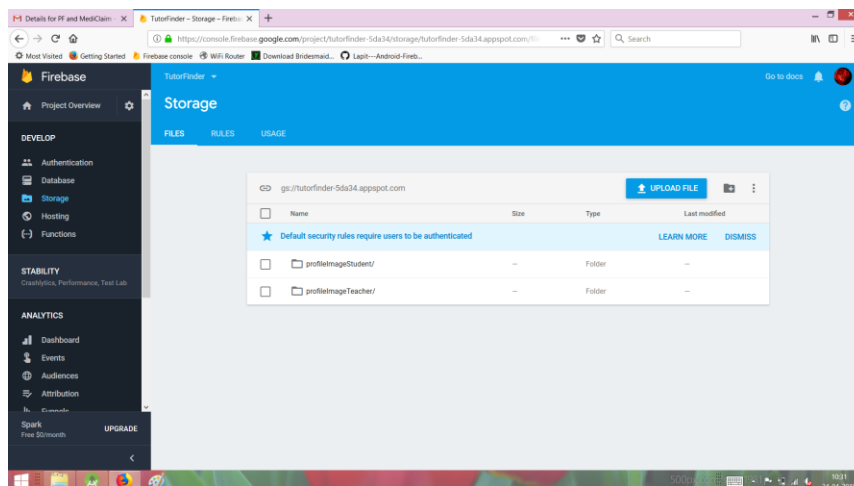 Details for PF and MediClaim - 
TutorFinder – Storage – Fireba
https://console.firebase.google.com/project/tutorfinder-5da34/storage/tutorfinder-5da34.appspot.com/
Search
Most Visited Getting Started Firebase console WiFi Router Download Bridesmaid... Lapit---Android-Fireb...
Firebase
TutorFinder
Go to docs
Project Overview
Storage
DEVELOP
FILES RULES USAGE
Authentication
Database
Storage
Hosting
Functions
gs://tutorfinder-5da34.appspot.com
UPLOAD FILE
Name Size Type Last modified
Default security rules require users to be authenticated LEARN MORE DISMISS
profileImageStudent/ – Folder –
profileImageTeacher/ – Folder –
STABILITY
Crashlytics, Performance, Test Lab
ANALYTICS
Dashboard
Events
Audiences
Attribution
Funnels
Spark
Free $0/month
UPGRADE
10:31